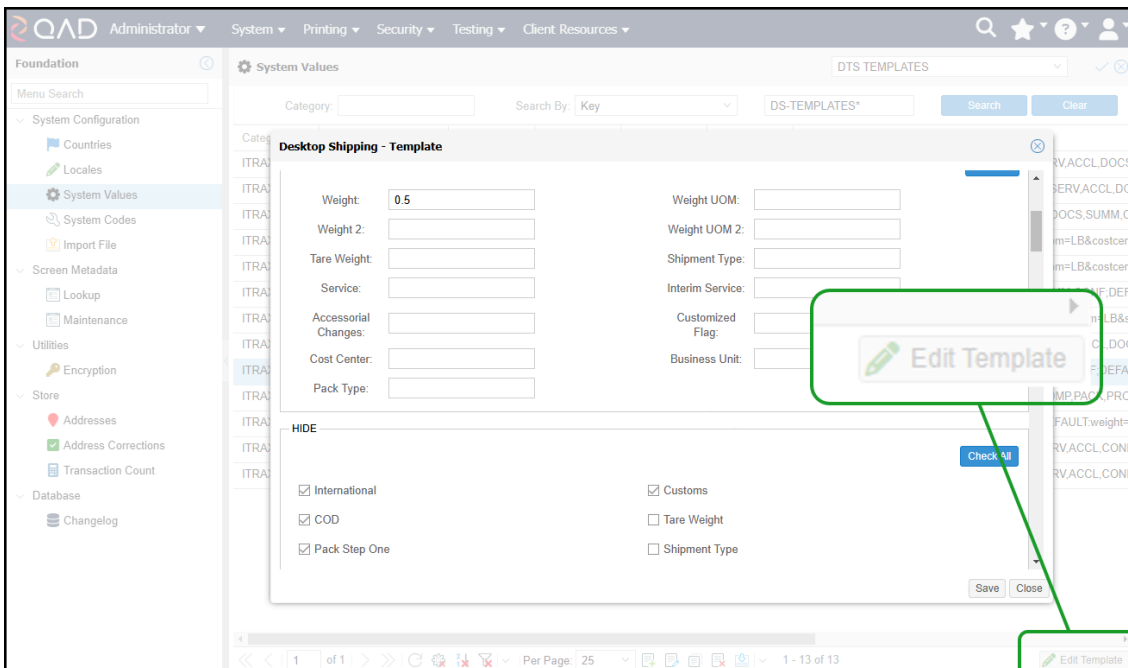 QAD Administrator System Printing Security Testing Client Resources
Foundation
System Values
DTS TEMPLATES
Menu Search
Category:
Search By: Key
DS-TEMPLATES*
Search
Clear
System Configuration
Countries
Locales
System Values
System Codes
Import File
Screen Metadata
Lookup
Maintenance
Utilities
Encryption
Store
Addresses
Address Corrections
Transaction Count
Database
Changelog
Desktop Shipping - Template
Weight: 0.5 Weight UOM:
Weight 2: Weight UOM 2:
Tare Weight: Shipment Type:
Service: Interim Service:
Accessorial
Changes:
Customized
Flag:
Cost Center: Business Unit:
Pack Type:
HIDE
Check All
International Customs
COD Tare Weight
Pack Step One Shipment Type
Save Close
Edit Template
1 of 1 Per Page: 25 1 - 13 of 13 Edit Template